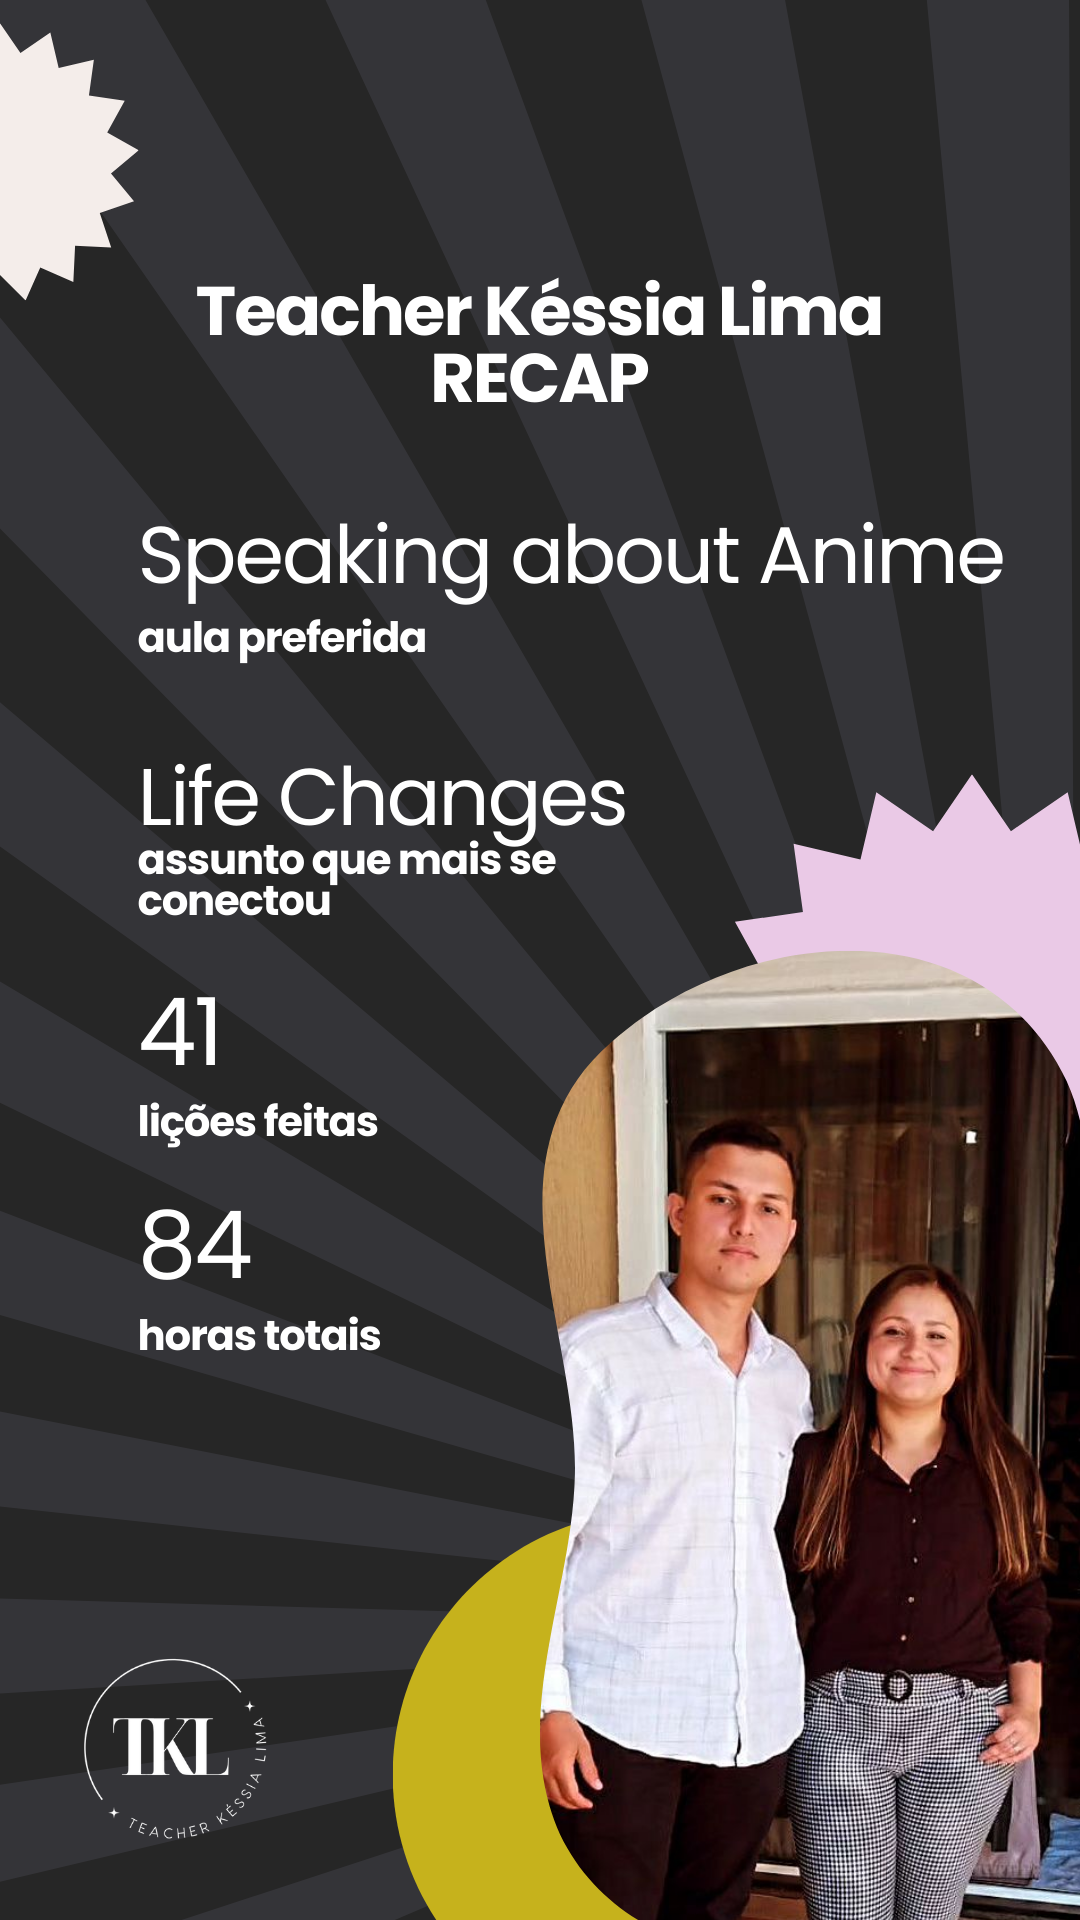 Teacher Késsia Lima
RECAP
Speaking about Anime
aula preferida
Life Changes
assunto que mais se
conectou
41
lições feitas
84
horas totais
TKL
TEACHER KÉSSIA LIMA